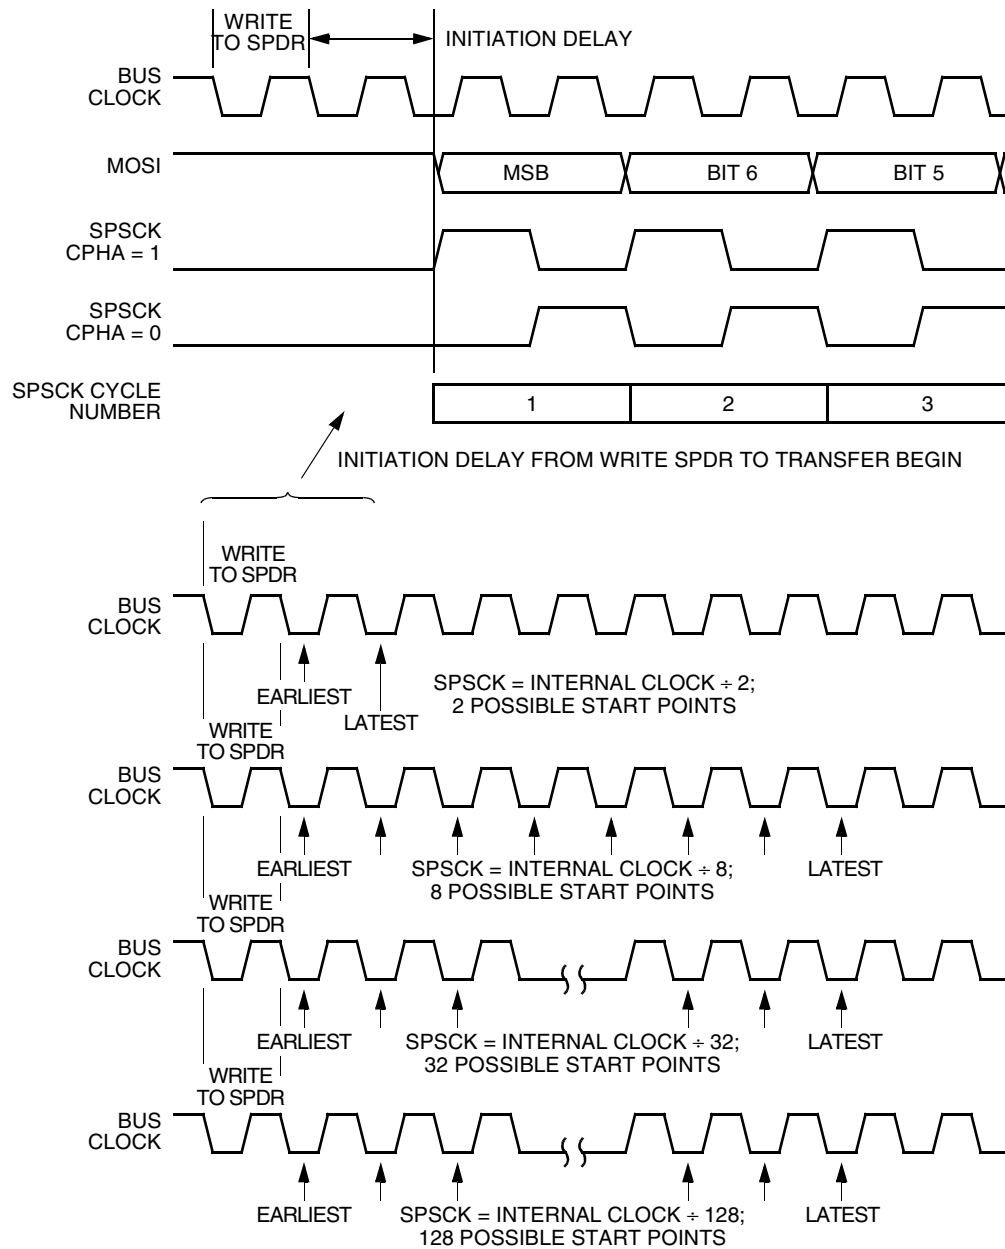 WRITE
TO SPDR
INITIATION DELAY
BUS
CLOCK
MOSI
MSB
BIT 6
BIT 5
SPSCK
CPHA = 1
SPSCK
CPHA = 0
SPSCK CYCLE
NUMBER
1
2
3
INITIATION DELAY FROM WRITE SPDR TO TRANSFER BEGIN
WRITE
TO SPDR
BUS
CLOCK
EARLIEST
LATEST
SPSCK = INTERNAL CLOCK ÷ 2;
2 POSSIBLE START POINTS
WRITE
TO SPDR
BUS
CLOCK
EARLIEST
SPSCK = INTERNAL CLOCK ÷ 8;
8 POSSIBLE START POINTS
LATEST
WRITE
TO SPDR
BUS
CLOCK
EARLIEST
SPSCK = INTERNAL CLOCK ÷ 32;
32 POSSIBLE START POINTS
LATEST
WRITE
TO SPDR
BUS
CLOCK
EARLIEST
SPSCK = INTERNAL CLOCK ÷ 128;
128 POSSIBLE START POINTS
LATEST